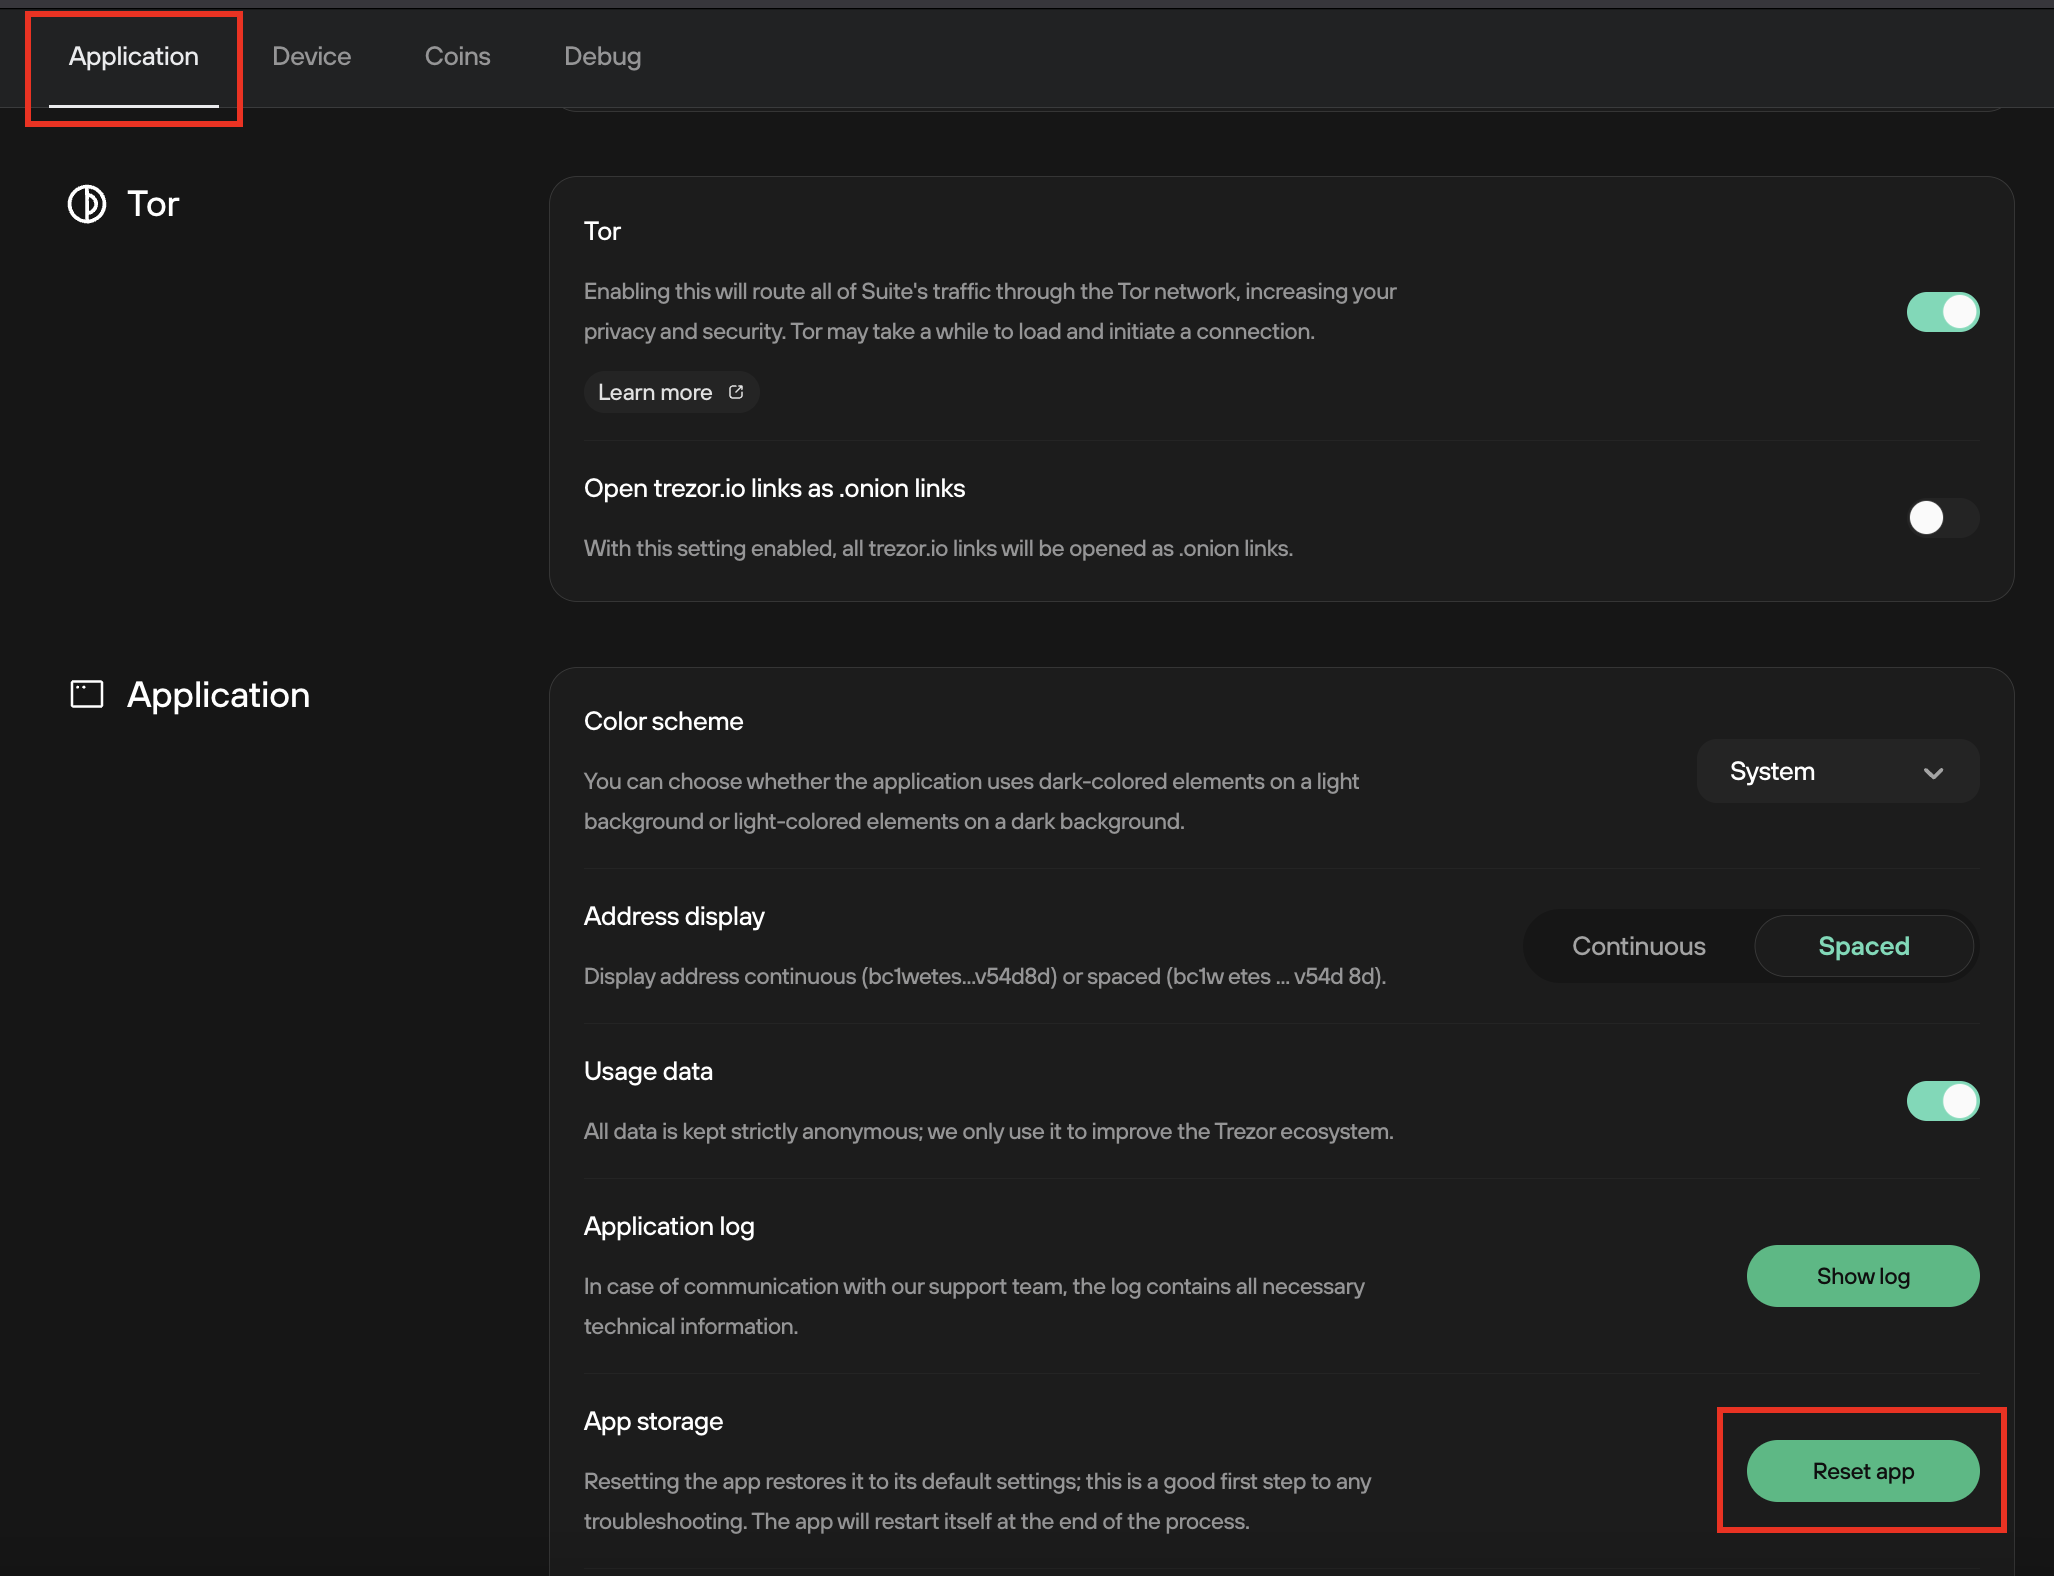 Application
Device
Coins
Debug
Tor
Tor
Enabling this will route all of Suite's traffic through the Tor network, increasing your
privacy and security. Tor may take a while to load and initiate a connection.
Learn more
Open trezor.io links as .onion links
With this setting enabled, all trezor.io links will be opened as .onion links.
Application
Color scheme
You can choose whether the application uses dark-colored elements on a light
background or light-colored elements on a dark background.
System
Address display
Display address continuous (bc1wetes...v54d8d) or spaced (bc1w etes ... v54d 8d).
Continuous
Spaced
Usage data
All data is kept strictly anonymous; we only use it to improve the Trezor ecosystem.
Application log
In case of communication with our support team, the log contains all necessary
technical information.
Show log
App storage
Resetting the app restores it to its default settings; this is a good first step to any
troubleshooting. The app will restart itself at the end of the process.
Reset app